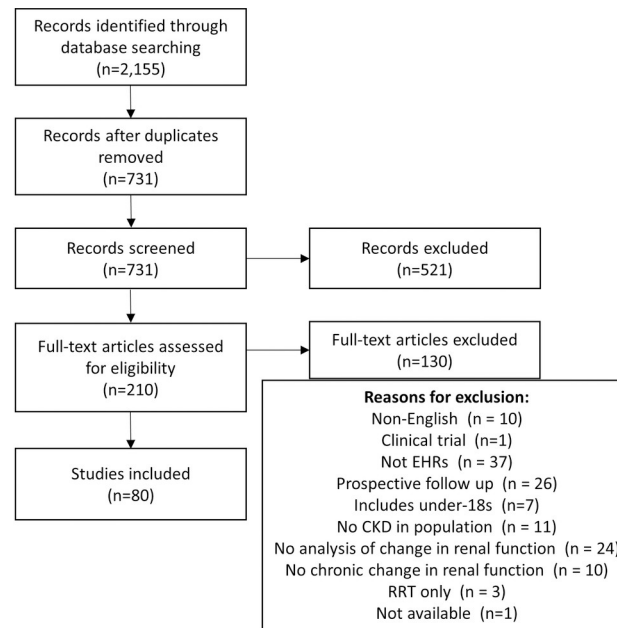 Records identified through
database searching
(n=2,155)
Records after duplicates
removed
(n=731)
Records screened
(n=731)
Records excluded
(n=521)
Full-text articles assessed
for eligibility
(n=210)
Full-text articles excluded
(n=130)
Reasons for exclusion:
Non-English (n = 10)
Clinical trial (n=1)
Not EHRs (n = 37)
Prospective follow up (n = 26)
Includes under-18s (n=7)
No CKD in population (n = 11)
No analysis of change in renal function (n = 24)
No chronic change in renal function (n = 10)
RRT only (n = 3)
Not available (n=1)
Studies included
(n=80)